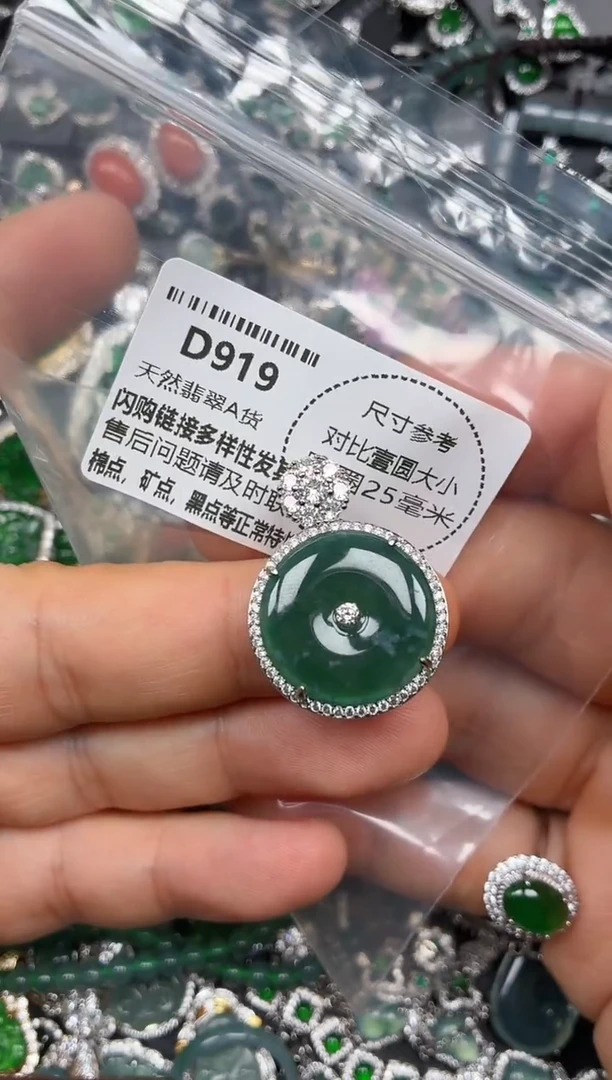 D919
天然翡翠A货
闪购链接多样性发
售后问题请及时联
棉点，矿点，黑点等正常特
尺寸参考
对比壹圆大小
25毫米